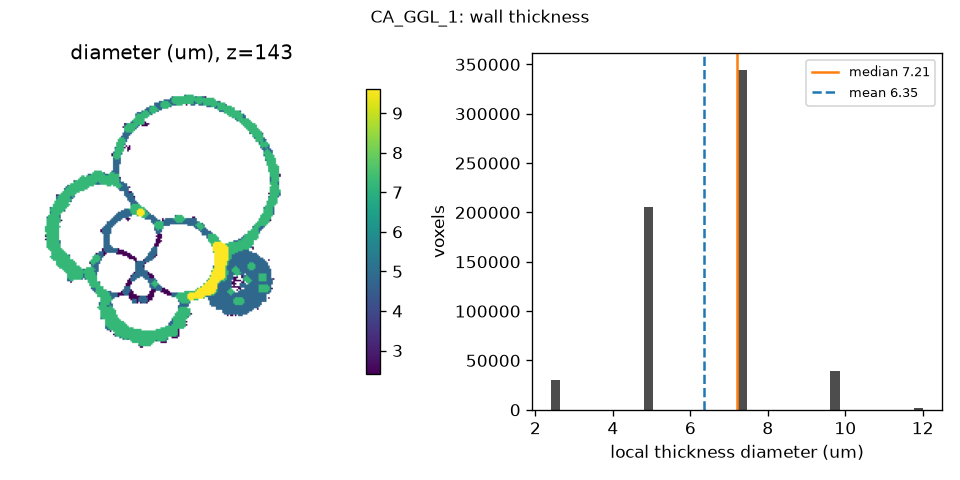 CA_GGL_1: wall thickness
diameter (um), z=143
9
8
7
6
5
4
3
350000
300000
250000
200000
150000
100000
50000
0
voxels
median 7.21
mean 6.35
2 4 6 8 10 12
local thickness diameter (um)